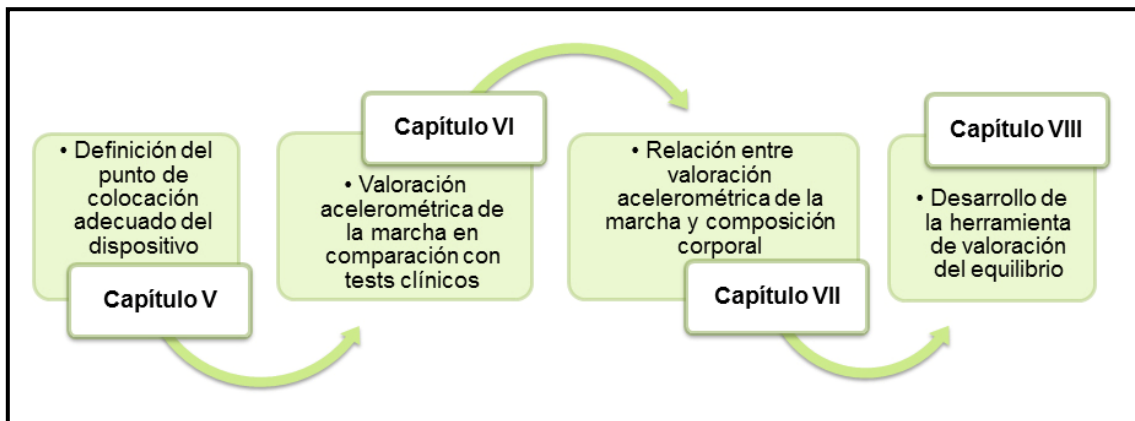 • Definición del
punto de
colocación
adecuado del
dispositivo
Capítulo V
Capítulo VI
• Valoración
acelerométrica de
la marcha en
comparación con
tests clínicos
• Relación entre
valoración
acelerométrica de la
marcha y composición
corporal
Capítulo VII
Capítulo VIII
• Desarrollo de
la herramienta
de valoración
del equilibrio